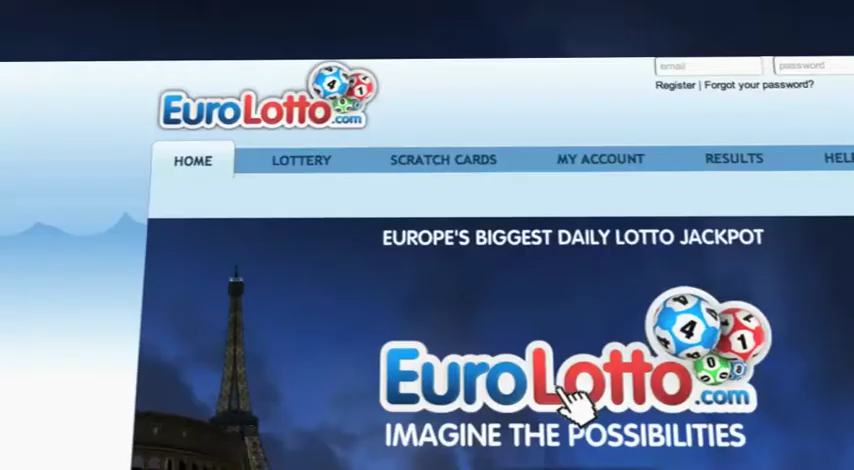 email
password
EuroLotto.com
Register | Forgot your password?
HOME
LOTTERY
SCRATCH CARDS
MY ACCOUNT
RESULTS
HEL
EUROPE'S BIGGEST DAILY LOTTO JACKPOT
EuroLotto.com
IMAGINE THE POSSIBILITIES